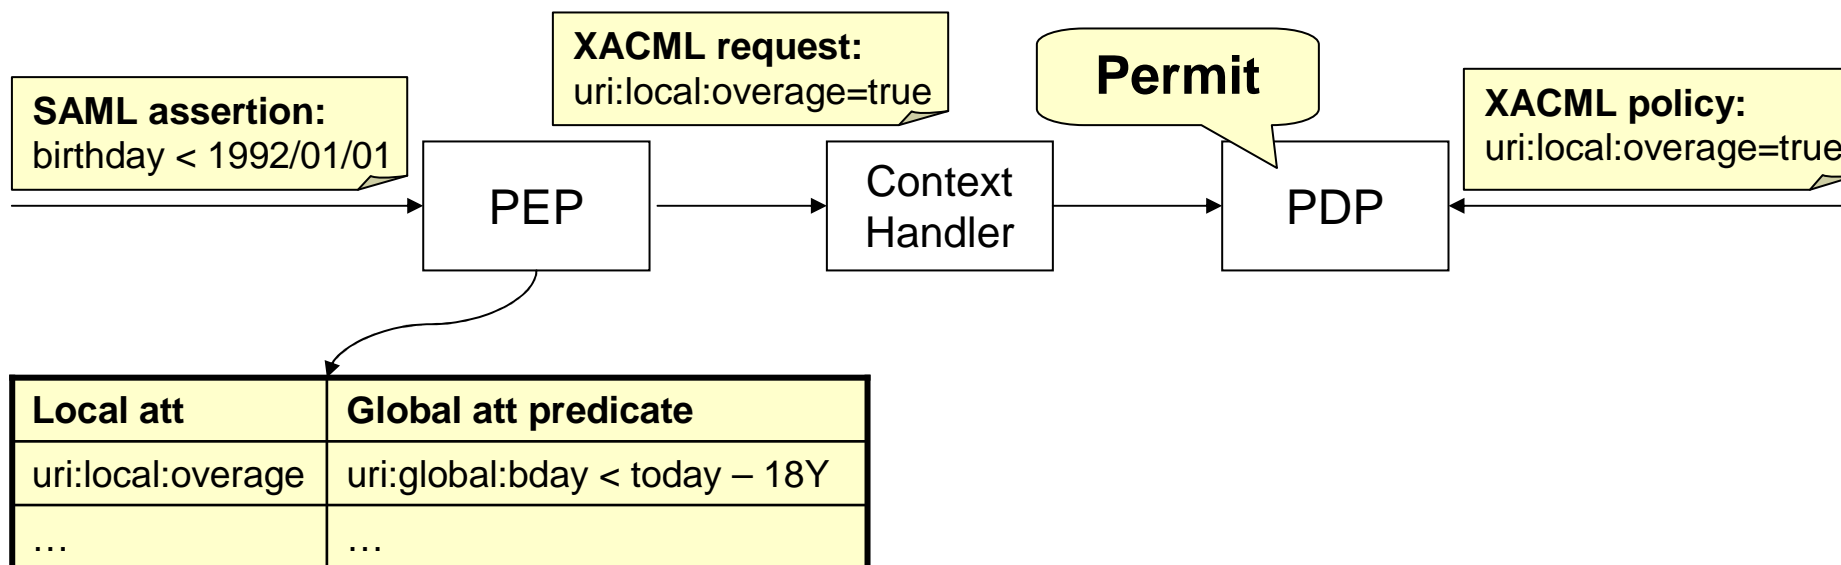 XACML request:
uri:local:overage=true
Permit
SAML assertion:
birthday < 1992/01/01
XACML policy:
uri:local:overage=true
PEP
Context
Handler
PDP
Local att
Global att predicate
uri:local:overage
uri:global:bday < today – 18Y
…
…